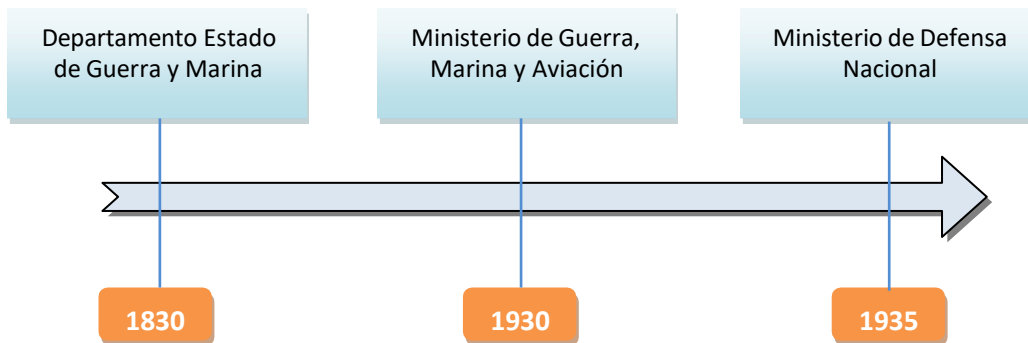 Departamento Estado
de Guerra y Marina
Ministerio de Guerra,
Marina y Aviación
Ministerio de Defensa
Nacional
1830
1930
1935